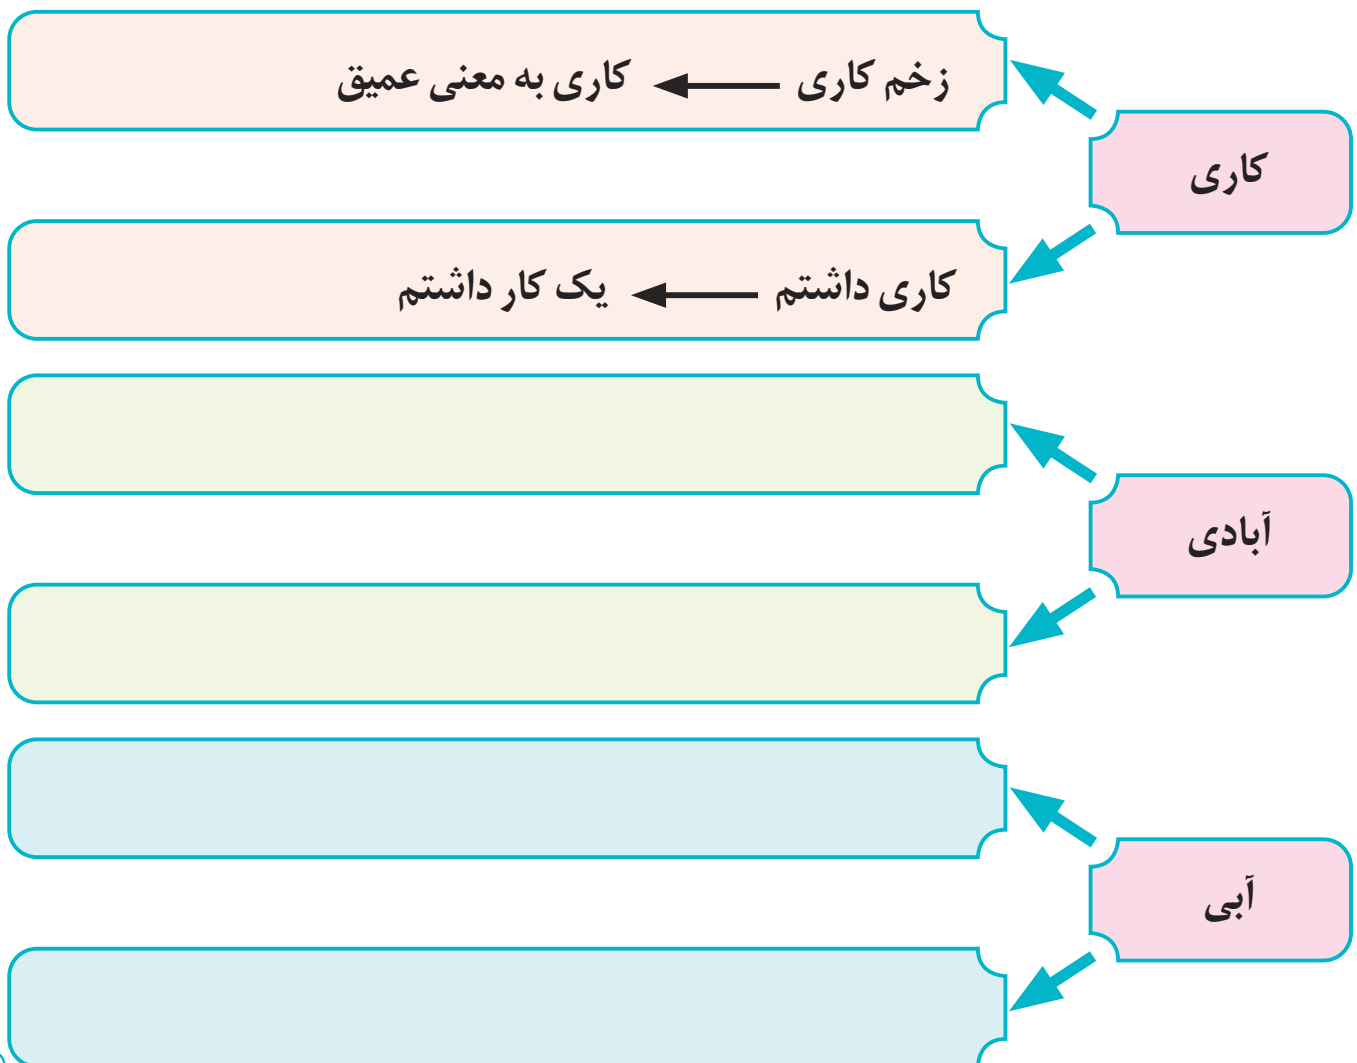 کاری
زخم کاری ← کاری به معنی عمیق
کاری داشتم ← یک کار داشتم
آبادی
آبی